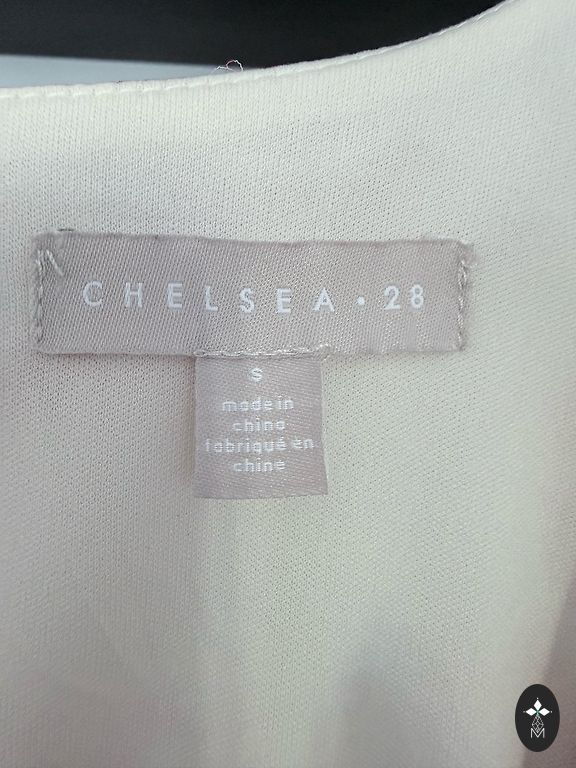 CHELSEA · 28
S
made in
china
fabriqué en
chine
M